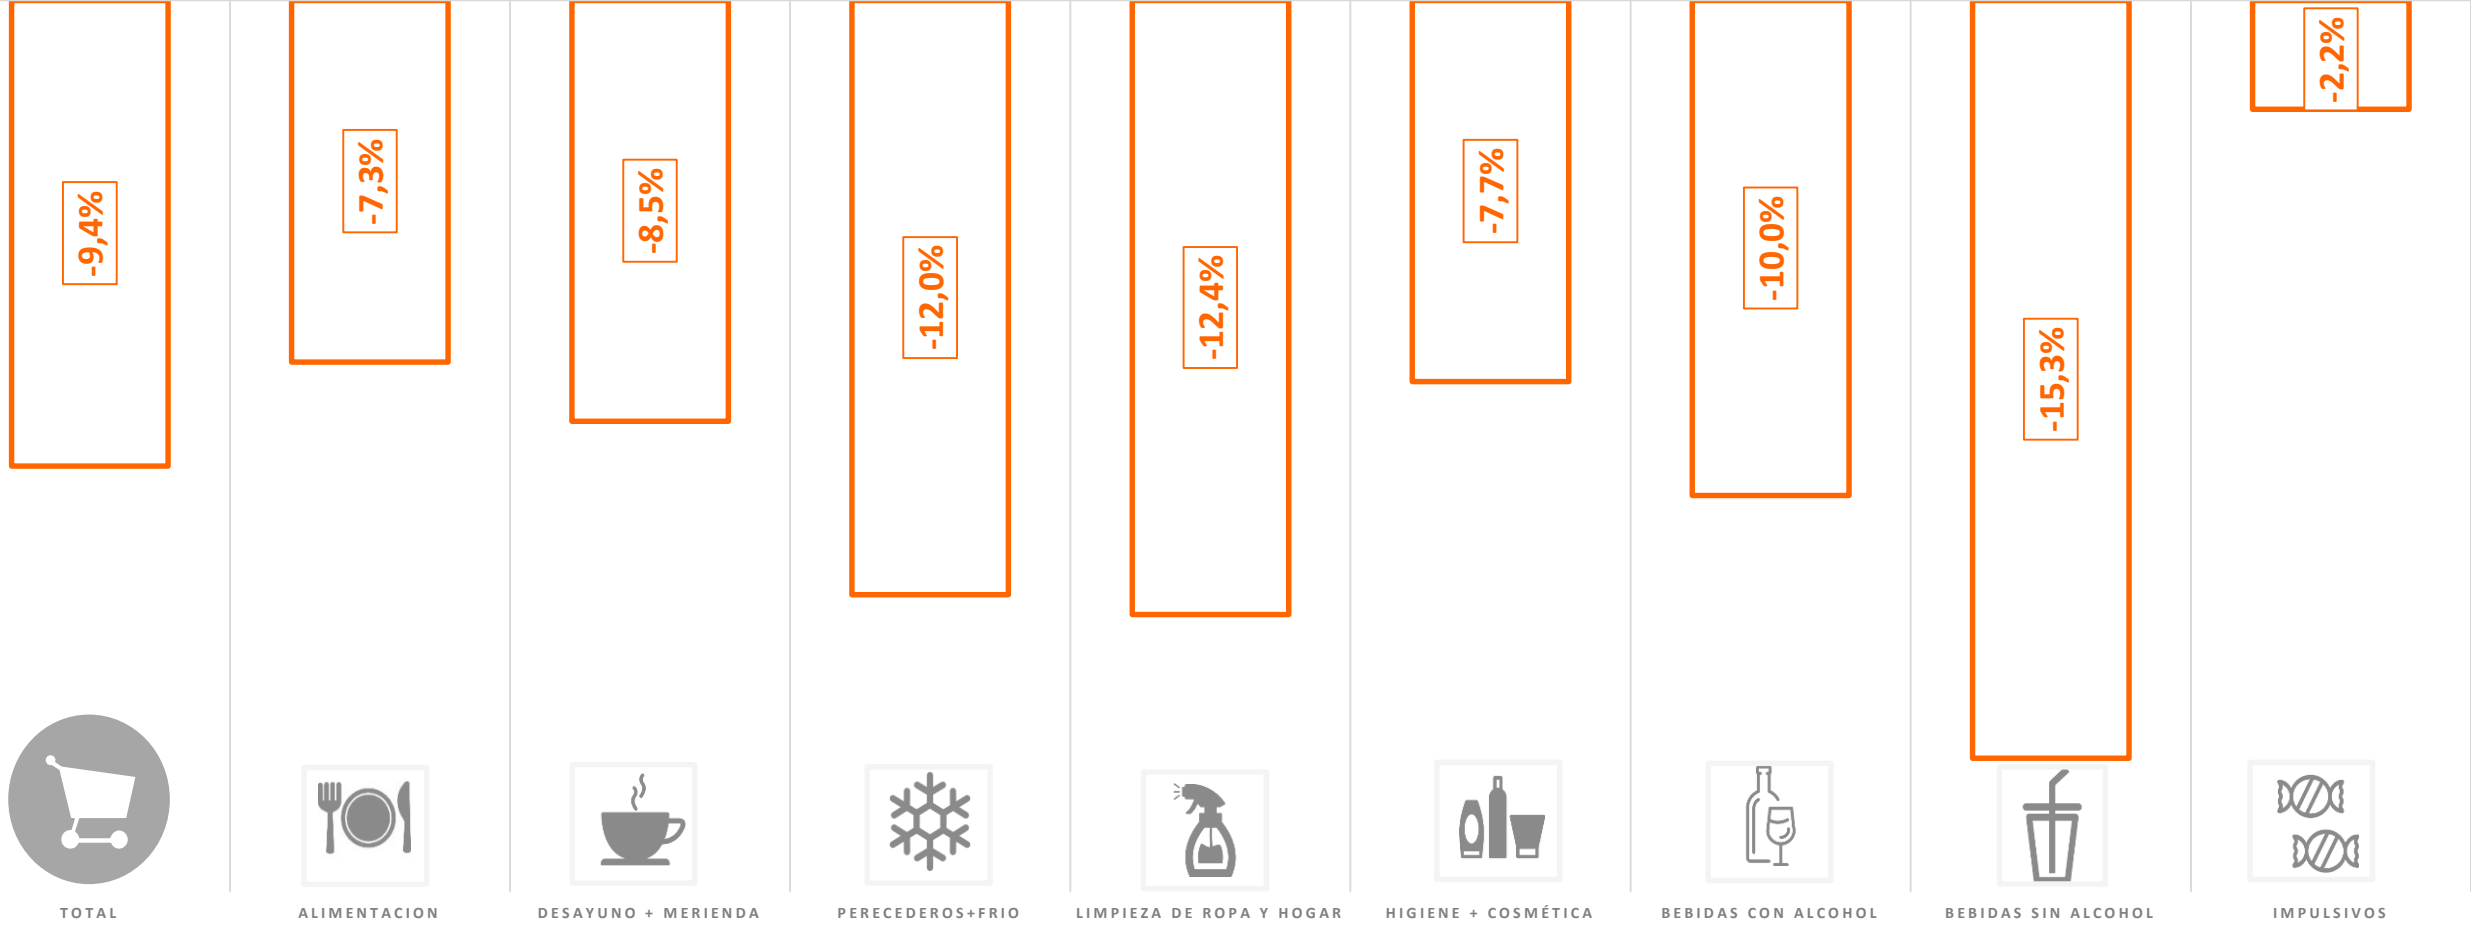 -9,4%
-7,3%
-8,5%
-12,0%
-12,4%
-7,7%
-10,0%
-15,3%
-2,2%
TOTAL
ALIMENTACION
DESAYUNO + MERIENDA
PERECEDEROS+FRIO
LIMPIEZA DE ROPA Y HOGAR
HIGIENE + COSMÉTICA
BEBIDAS CON ALCOHOL
BEBIDAS SIN ALCOHOL
IMPULSIVOS